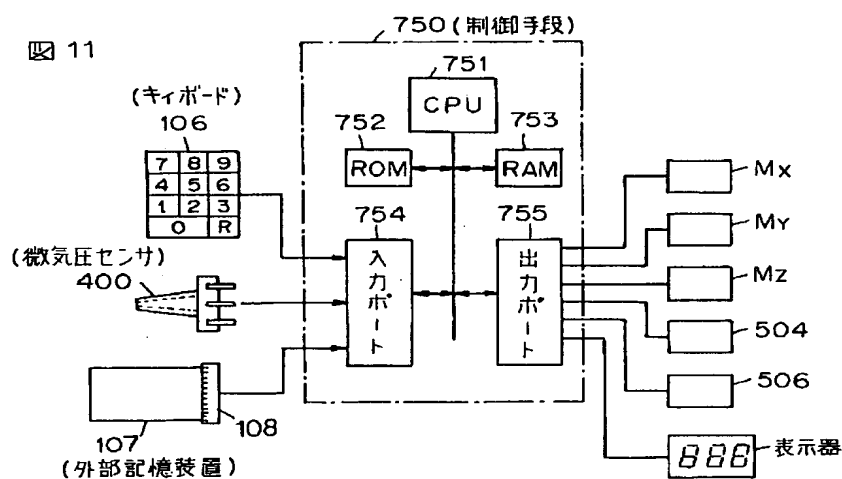 図 11
750 (制御手段)
751
CPU
752
ROM
753
RAM
(キィボード)
106
7 8 9
4 5 6
1 2 3
0 R
754
入力ポート
755
出力ポート
(微気圧センサ)
400
107
108
(外部記憶装置)
MX
MY
MZ
504
506
888
表示器